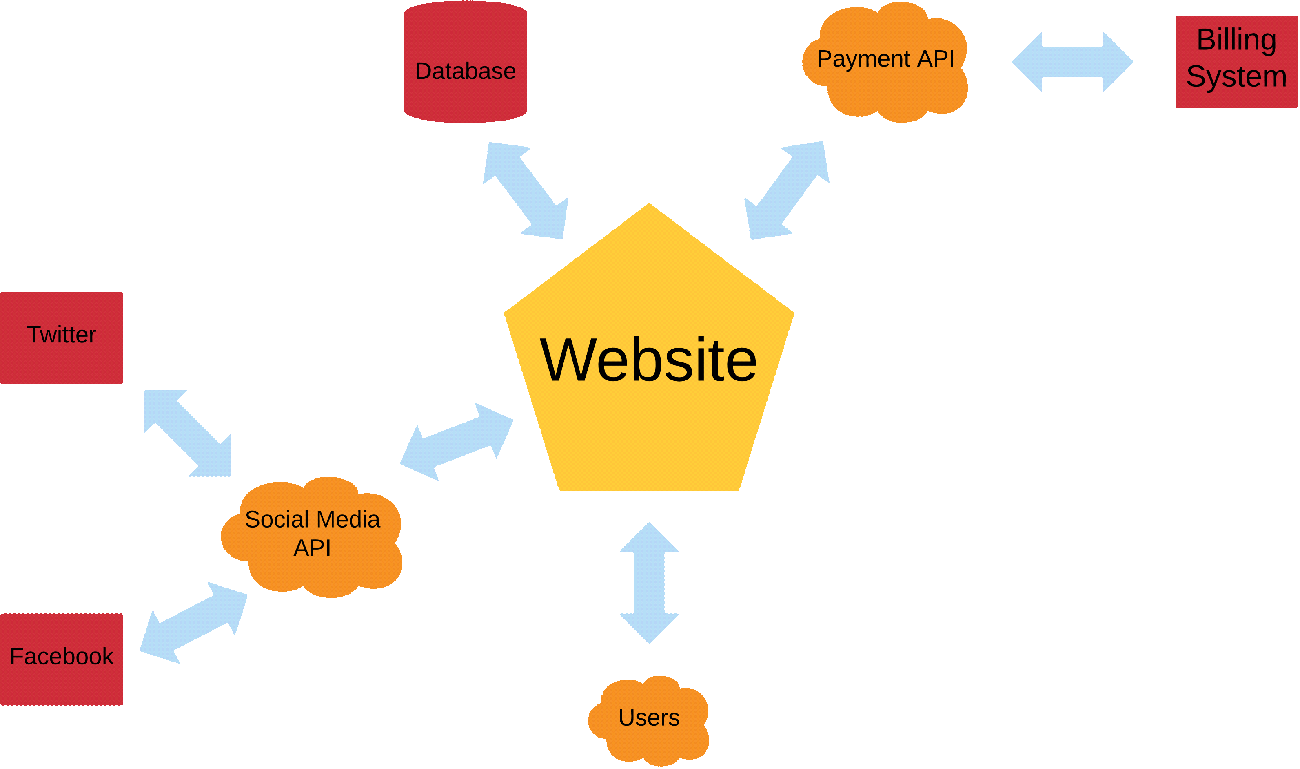 Database
Payment API
Billing
System
Twitter
Website
Social Media
API
Facebook
Users